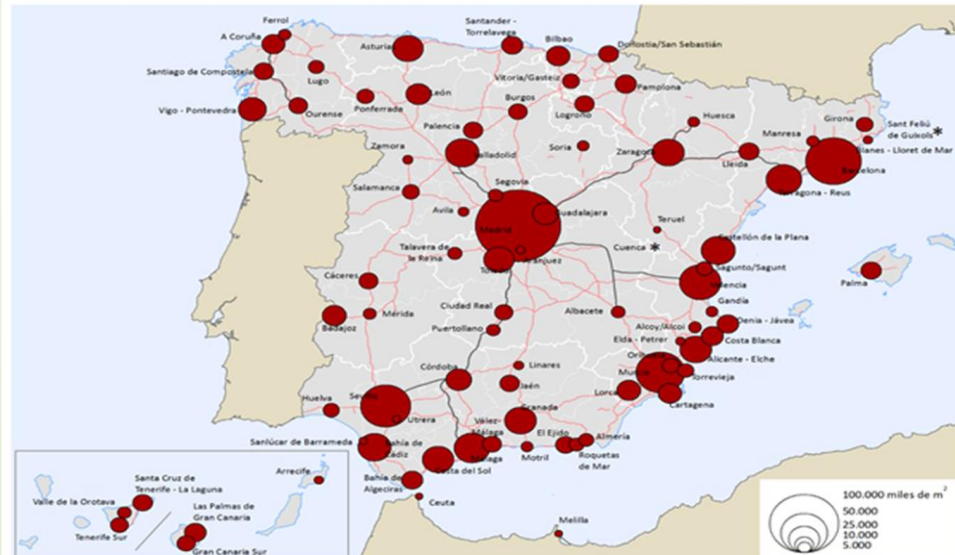 Ferrol
A Coruña
Santiago de Compostela
Lugo
Vigo - Pontevedra
Ourense
Asturias
Ponferrada
León
Santander -
Torrelavega
Bilbao
Donostia/San Sebastián
Vitoria/Gasteiz
Pamplona
Burgos
Logroño
Palencia
Huesca
Girona
Sant Feliú
de Guixols*
Manresa
Blanes - Lloret de Mar
Zamora
Valladolid
Soria
Zaragoza
Lleida
Barcelona
Tarragona - Reus
Salamanca
Segovia
Avila
Guadalajara
Madrid
Teruel
Talavera de
la Reina
Toledo
Aranjuez
Cuenca *
Castellón de la Plana
Sagunto/Sagunt
Valencia
Palma
Cáceres
Gandía
Ciudad Real
Albacete
Denia - Jávea
Badajoz
Mérida
Puertollano
Alcoy/Alcoi
Costa Blanca
Elda - Petrer
Alicante - Elche
Orihuela
Murcia
Torrevieja
Córdoba
Linares
Jaén
Lorca
Cartagena
Huelva
Sevilla
Utrera
Granada
Vélez-
Málaga
El Ejido
Almería
Sanlúcar de Barrameda
Bahía de
Cádiz
Málaga
Motril
Roquetas
de Mar
Costa del Sol
Bahía de
Algeciras
Ceuta
Melilla
Arrecife
Santa Cruz de
Tenerife - La Laguna
Valle de la Orotava
Las Palmas de
Gran Canaria
Tenerife Sur
Gran Canaria Sur
100.000 miles de m²
50.000
25.000
10.000
5.000